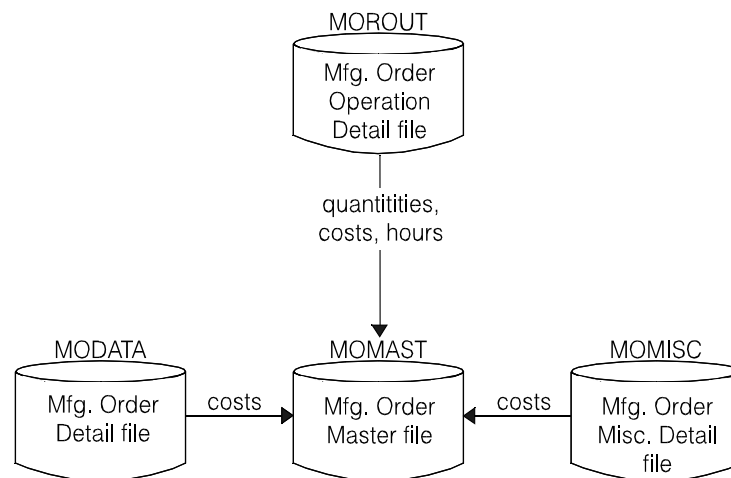 MOROUT
Mfg. Order
Operation
Detail file
quantitities,
costs, hours
MODATA
Mfg. Order
Detail file
costs
MOMAST
Mfg. Order
Master file
costs
MOMISC
Mfg. Order
Misc. Detail
file